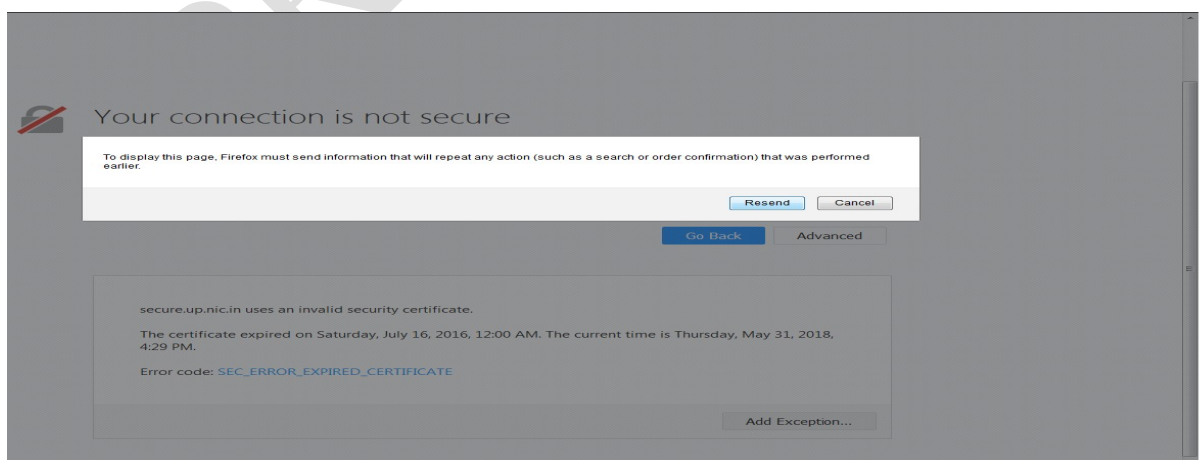 Your connection is not secure
To display this page, Firefox must send information that will repeat any action (such as a search or order confirmation) that was performed
earlier.
Resend Cancel
Go Back Advanced
secure.up.nic.in uses an invalid security certificate.
The certificate expired on Saturday, July 16, 2016, 12:00 AM. The current time is Thursday, May 31, 2018,
4:29 PM.
Error code: SEC_ERROR_EXPIRED_CERTIFICATE
Add Exception...